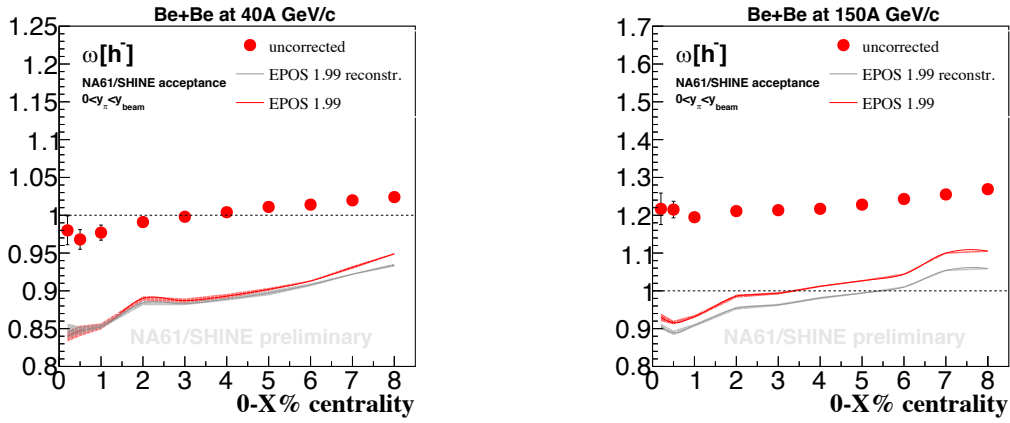 Be+Be at 40A GeV/c
1.25
1.2
1.15
1.1
1.05
1
0.95
0.9
0.85
0.8
ω[h⁻]
NA61/SHINE acceptance
0<y_π<y_beam
uncorrected
EPOS 1.99 reconstr.
EPOS 1.99
NA61/SHINE preliminary
0 1 2 3 4 5 6 7 8
0-X% centrality
Be+Be at 150A GeV/c
1.7
1.6
1.5
1.4
1.3
1.2
1.1
1
0.9
0.8
ω[h⁻]
NA61/SHINE acceptance
0<y_π<y_beam
uncorrected
EPOS 1.99 reconstr.
EPOS 1.99
NA61/SHINE preliminary
0 1 2 3 4 5 6 7 8
0-X% centrality